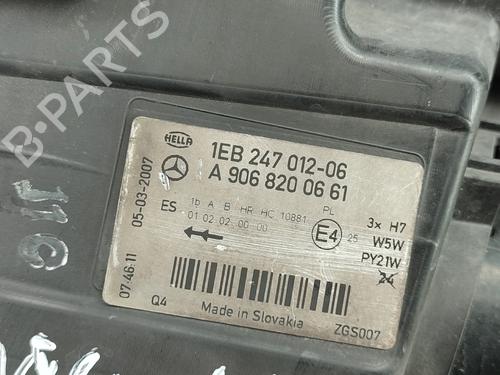 B-PARTS
HELLA
1EB 247 012-06
A 906 820 06 61
05-03-2007
07.46.11
ES
1b A B HR HC 10881
01 02 02 00 00
PL
E4
25
3x H7
W5W
PY21W
24
Q4
Made in Slovakia
ZGS007